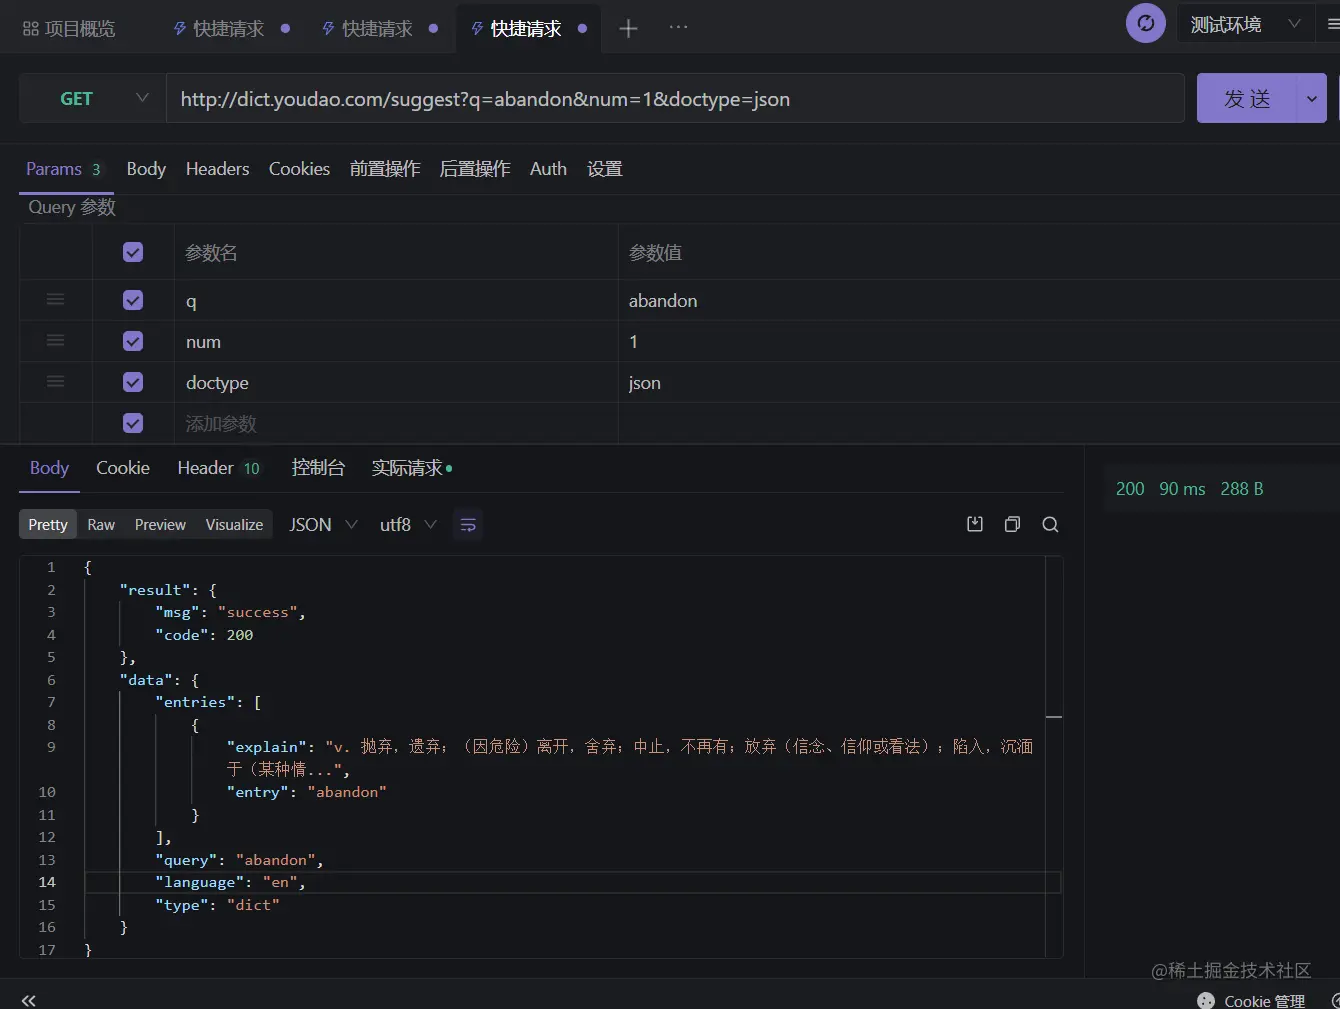 项目概览 快捷请求 快捷请求 快捷请求 测试环境
GET http://dict.youdao.com/suggest?q=abandon&num=1&doctype=json 发送
Params 3 Body Headers Cookies 前置操作 后置操作 Auth 设置
Query 参数
参数名 参数值
q abandon
num 1
doctype json
添加参数
Body Cookie Header 10 控制台 实际请求
200 90 ms 288 B
Pretty Raw Preview Visualize JSON utf8
1 {
2 "result": {
3 "msg": "success",
4 "code": 200
5 },
6 "data": {
7 "entries": [
8 {
9 "explain": "v. 抛弃，遗弃；（因危险）离开，舍弃；中止，不再有；放弃（信念、信仰或看法）；陷入，沉湎
于（某种情...",
10 "entry": "abandon"
11 }
12 ],
13 "query": "abandon",
14 "language": "en",
15 "type": "dict"
16 }
17 }
@稀土掘金技术社区
Cookie 管理